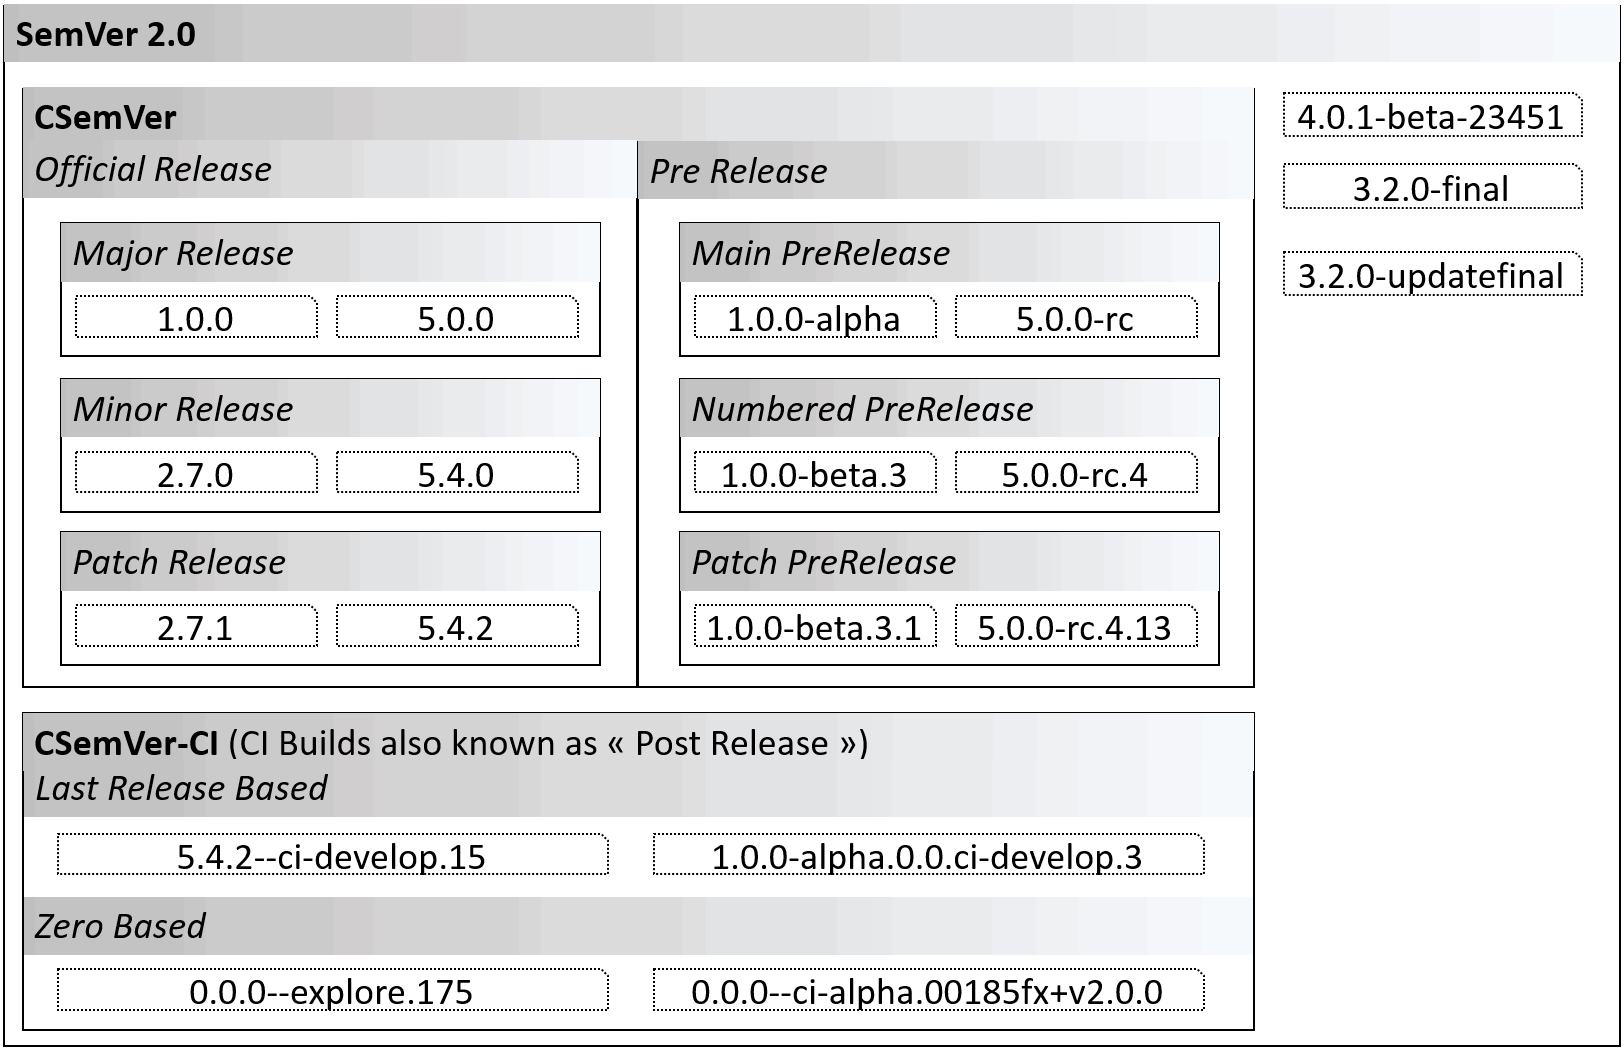 SemVer 2.0
CSemVer
Official Release
Pre Release
Major Release
1.0.0
5.0.0
Minor Release
2.7.0
5.4.0
Patch Release
2.7.1
5.4.2
Main PreRelease
1.0.0-alpha
5.0.0-rc
Numbered PreRelease
1.0.0-beta.3
5.0.0-rc.4
Patch PreRelease
1.0.0-beta.3.1
5.0.0-rc.4.13
4.0.1-beta-23451
3.2.0-final
3.2.0-updatefinal
CSemVer-CI (CI Builds also known as « Post Release »)
Last Release Based
5.4.2--ci-develop.15
1.0.0-alpha.0.0.ci-develop.3
Zero Based
0.0.0--explore.175
0.0.0--ci-alpha.00185fx+v2.0.0